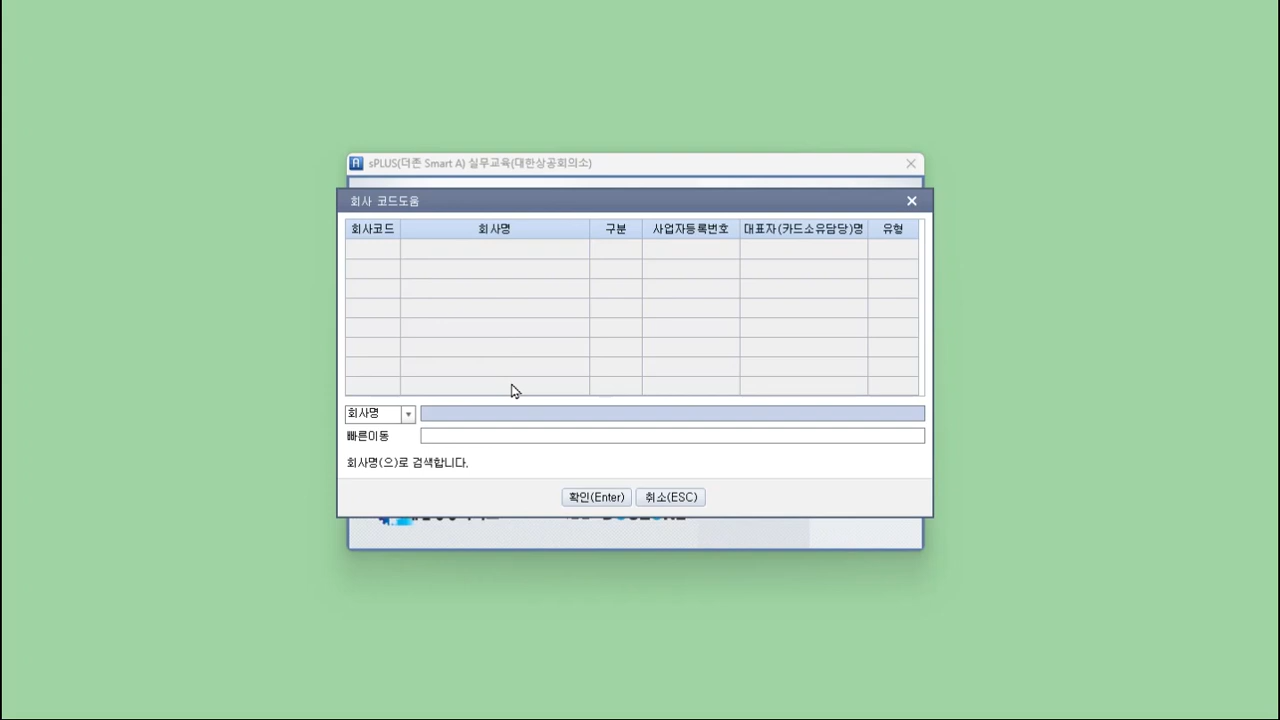 sPLUS(더존 Smart A) 실무교육(대한상공회의소)
회사 코드도움
회사코드 회사명 구분 사업자등록번호 대표자(카드소유담당)명 유형
회사명
빠른이동
회사명(으)로 검색합니다.
확인(Enter) 취소(ESC)